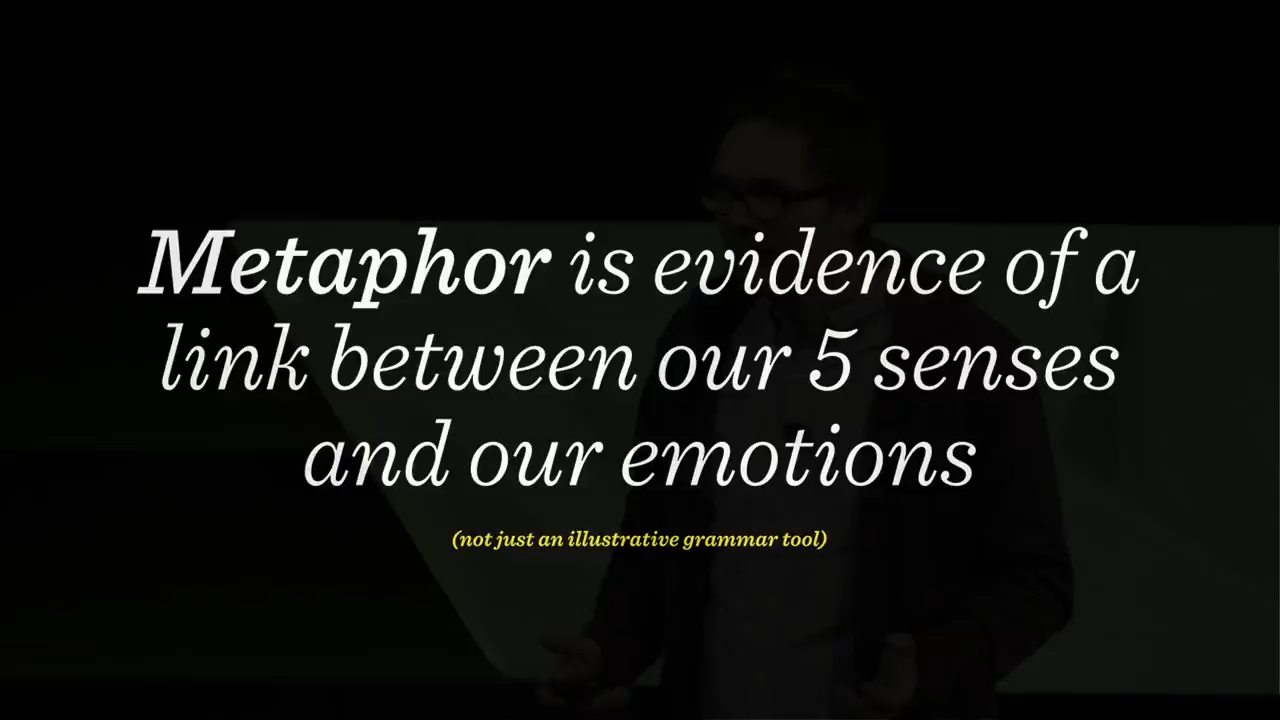 Metaphor is evidence of a
link between our 5 senses
and our emotions
(not just an illustrative grammar tool)